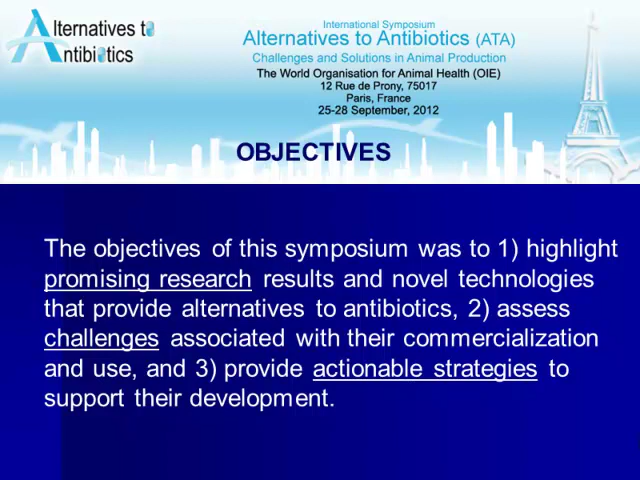 Alternatives to
Antibiotics
International Symposium
Alternatives to Antibiotics (ATA)
Challenges and Solutions in Animal Production
The World Organisation for Animal Health (OIE)
12 Rue de Prony, 75017
Paris, France
25-28 September, 2012
OBJECTIVES
The objectives of this symposium was to 1) highlight
promising research results and novel technologies
that provide alternatives to antibiotics, 2) assess
challenges associated with their commercialization
and use, and 3) provide actionable strategies to
support their development.